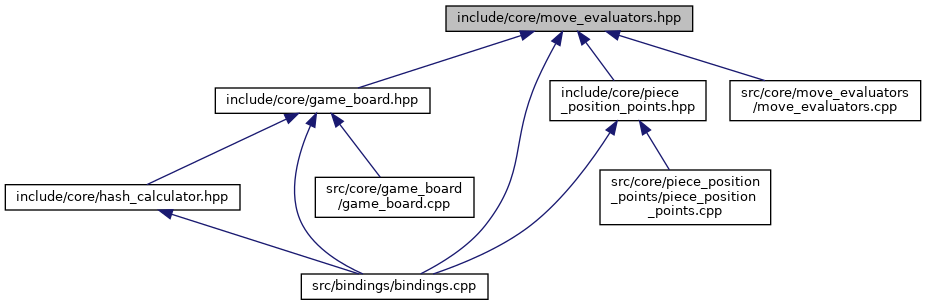 include/core/move_evaluators.hpp
include/core/game_board.hpp
include/core/piece
_position_points.hpp
src/core/move_evaluators
/move_evaluators.cpp
include/core/hash_calculator.hpp
src/core/game_board
/game_board.cpp
src/core/piece_position
_points/piece_position
_points.cpp
src/bindings/bindings.cpp